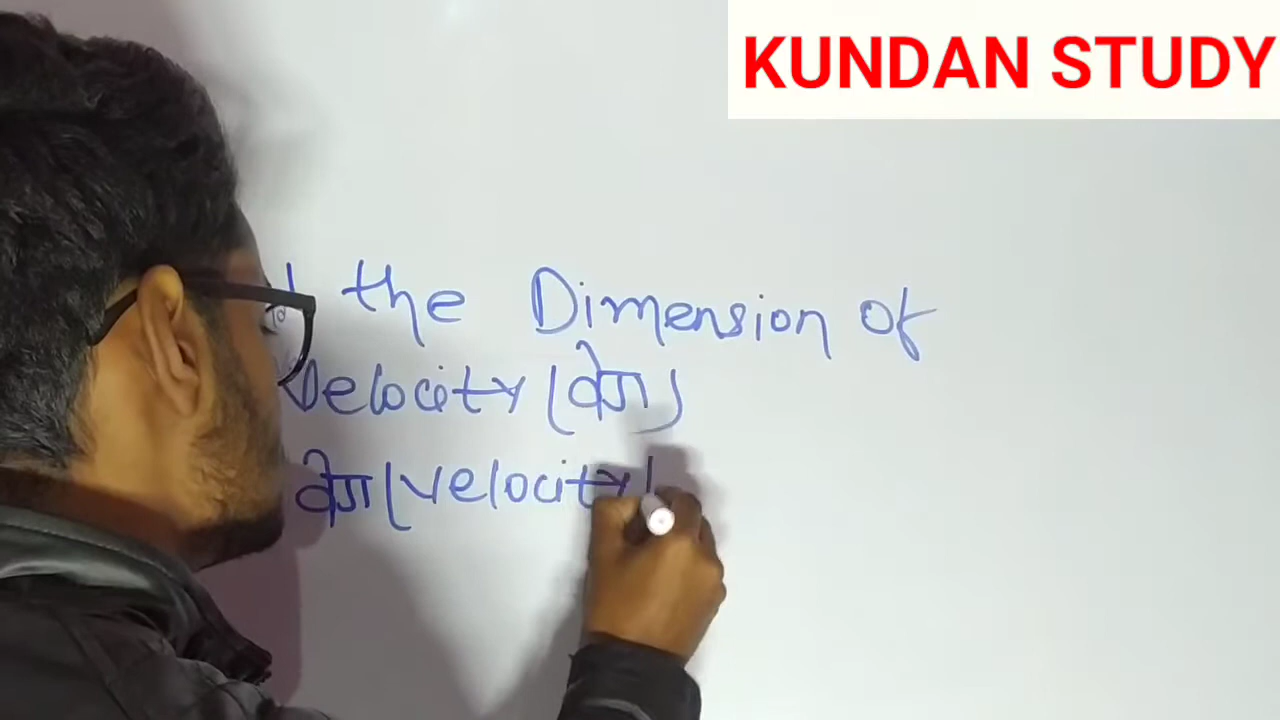 KUNDAN STUDY
the Dimension of
Velocity (वेग)
वेग (velocity)